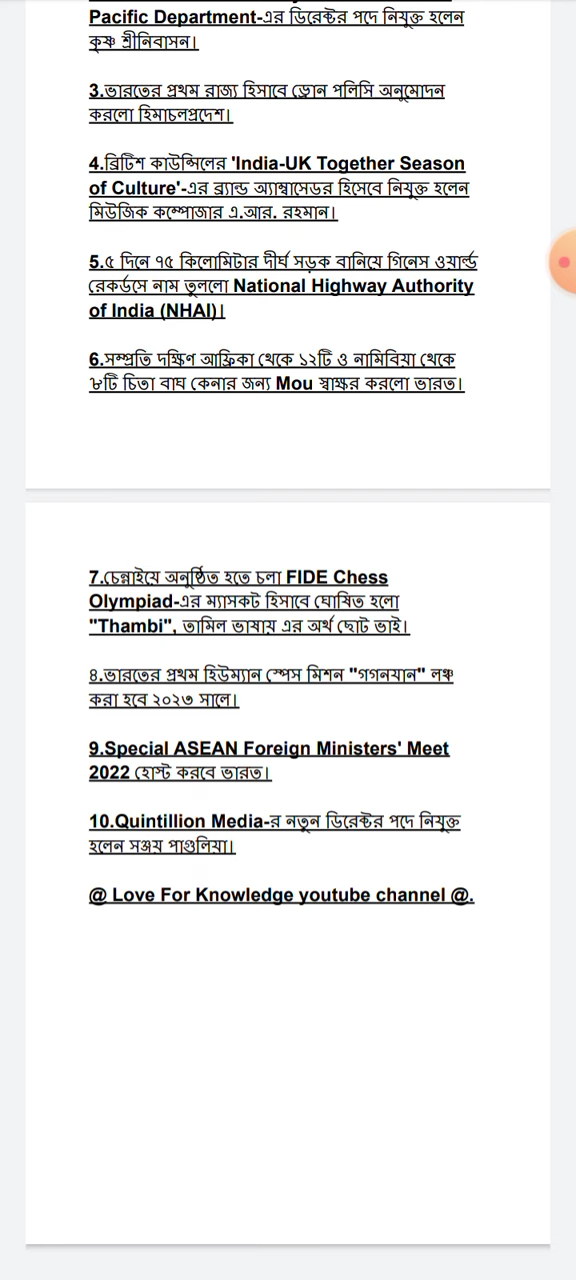 Pacific Department-এর ডিরেক্টর পদে নিযুক্ত হলেন
কৃষ্ণ শ্রীনিবাসন।
3.ভারতের প্রথম রাজ্য হিসাবে ড্রোন পলিসি অনুমোদন
করলো হিমাচলপ্রদেশ।
4.ব্রিটিশ কাউন্সিলের 'India-UK Together Season
of Culture'-এর ব্র্যান্ড অ্যাম্বাসেডর হিসেবে নিযুক্ত হলেন
মিউজিক কম্পোজার এ.আর. রহমান।
5.৫ দিনে ৭৫ কিলোমিটার দীর্ঘ সড়ক বানিয়ে গিনেস ওয়ার্ল্ড
রেকর্ডসে নাম তুললো National Highway Authority
of India (NHAI)।
6.সম্প্রতি দক্ষিণ আফ্রিকা থেকে ১২টি ও নামিবিয়া থেকে
৮টি চিতা বাঘ কেনার জন্য Mou স্বাক্ষর করলো ভারত।
7.চেন্নাইয়ে অনুষ্ঠিত হতে চলা FIDE Chess
Olympiad-এর ম্যাসকট হিসাবে ঘোষিত হলো
"Thambi", তামিল ভাষায় এর অর্থ ছোট ভাই।
৪.ভারতের প্রথম হিউম্যান স্পেস মিশন "গগনযান" লঞ্চ
করা হবে ২০২৩ সালে।
9.Special ASEAN Foreign Ministers' Meet
2022 হোস্ট করবে ভারত।
10.Quintillion Media-র নতুন ডিরেক্টর পদে নিযুক্ত
হলেন সঞ্জয় পাগুলিয়া।
@ Love For Knowledge youtube channel @.